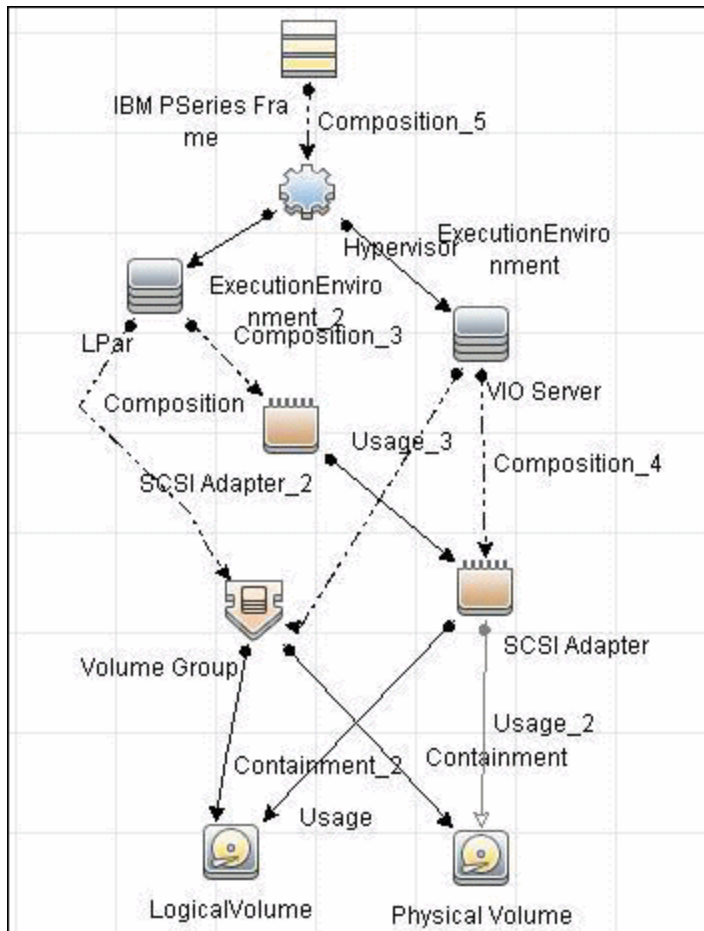 IBM PSeries Fra
me
Composition_5
Hypervisor
ExecutionEnviro
nment
ExecutionEnviro
nment_2
LPar
Composition_3
VIO Server
Composition
Usage_3
SCSI Adapter_2
Composition_4
Volume Group
SCSI Adapter
Usage_2
Containment_2
Containment
Usage
LogicalVolume
Physical Volume